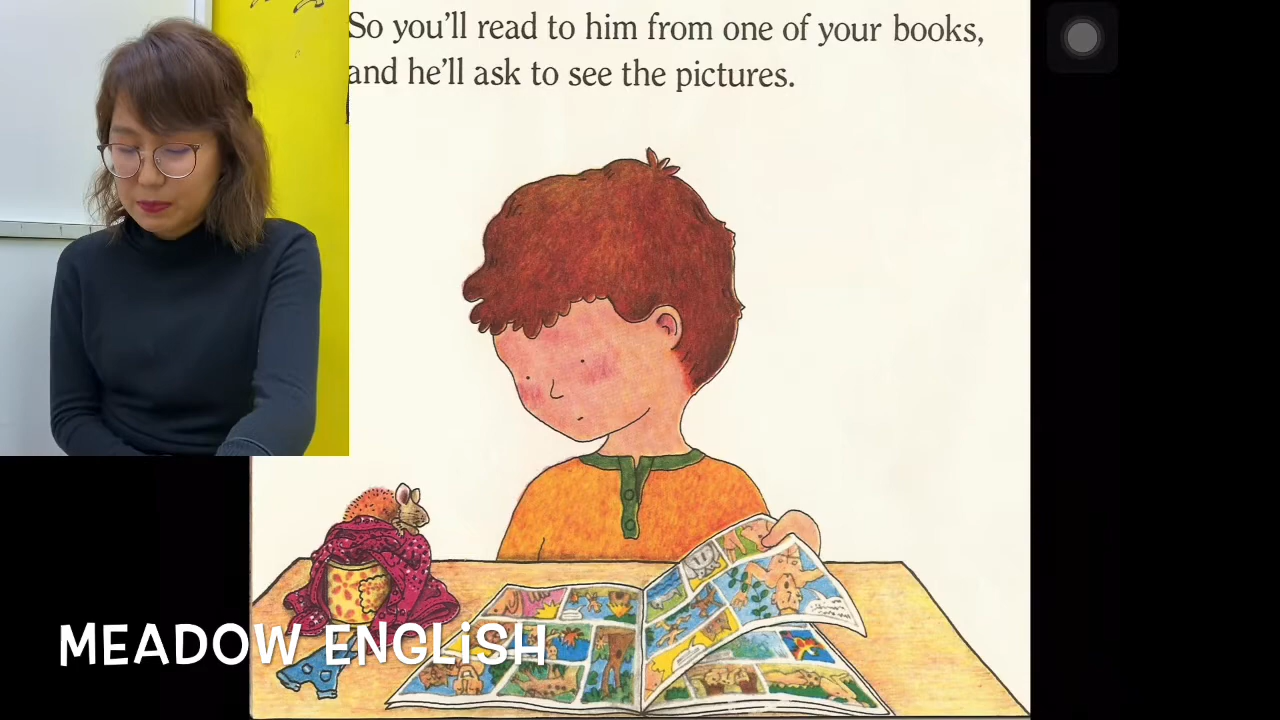 So you'll read to him from one of your books,
and he'll ask to see the pictures.
MEADOW ENGLiSH